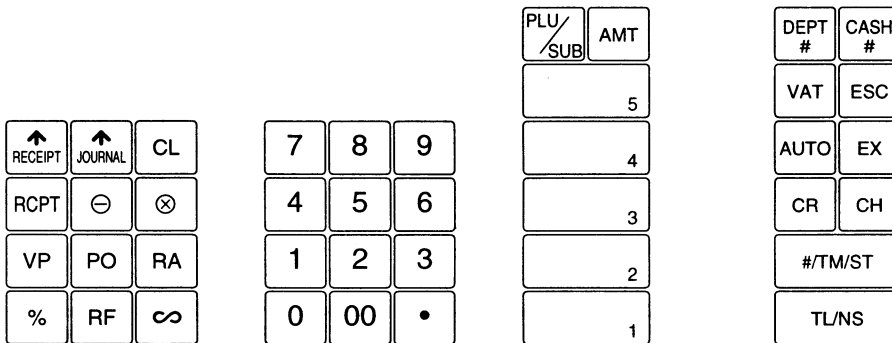 PLU/SUB AMT
5
4
3
2
1
↑ RECEIPT ↑ JOURNAL CL
RCPT ⊖ ⊗
VP PO RA
% RF ∽
7 8 9
4 5 6
1 2 3
0 00 •
DEPT # CASH #
VAT ESC
AUTO EX
CR CH
#/TM/ST
TL/NS